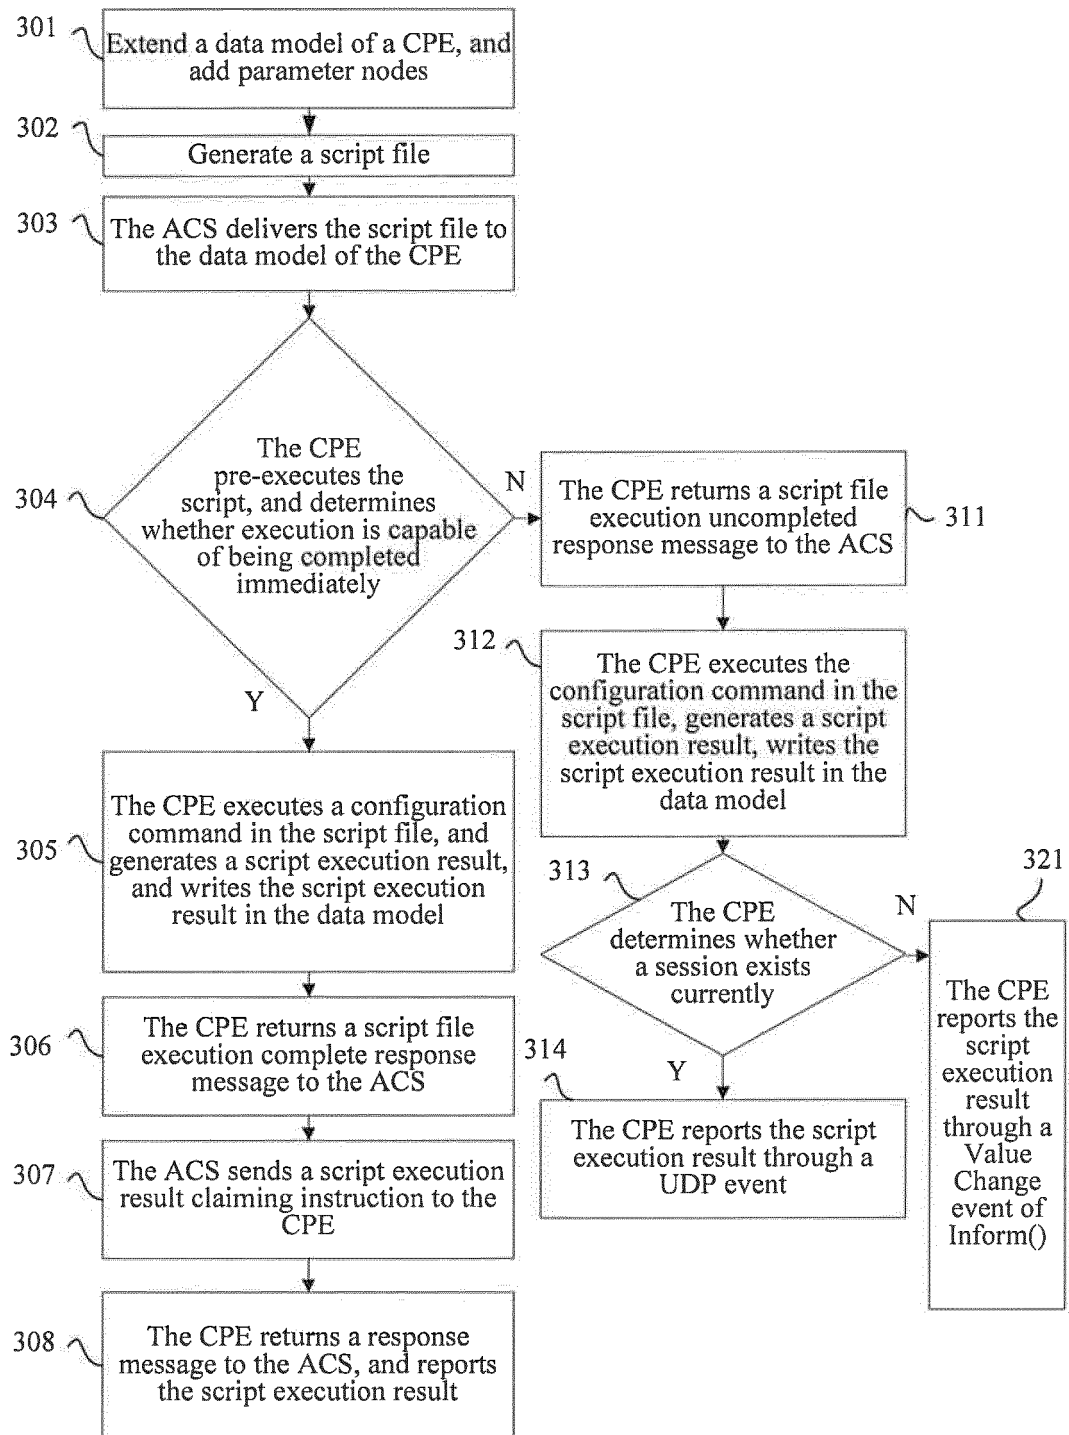 301
Extend a data model of a CPE, and
add parameter nodes
302
Generate a script file
303
The ACS delivers the script file to
the data model of the CPE
304
The CPE
pre-executes the
script, and determines
whether execution is capable
of being completed
immediately
N
The CPE returns a script file
execution uncompleted
response message to the ACS
311
312
The CPE executes the
configuration command in the
script file, generates a script
execution result, writes the
script execution result in the
data model
Y
305
The CPE executes a configuration
command in the script file, and
generates a script execution result,
and writes the script execution
result in the data model
313
The CPE
determines whether
a session exists
currently
N
321
The CPE
reports the
script
execution
result
through a
Value
Change
event of
Inform()
306
The CPE returns a script file
execution complete response
message to the ACS
314
Y
The CPE reports the script
execution result through a
UDP event
307
The ACS sends a script execution
result claiming instruction to the
CPE
308
The CPE returns a response
message to the ACS, and reports
the script execution result